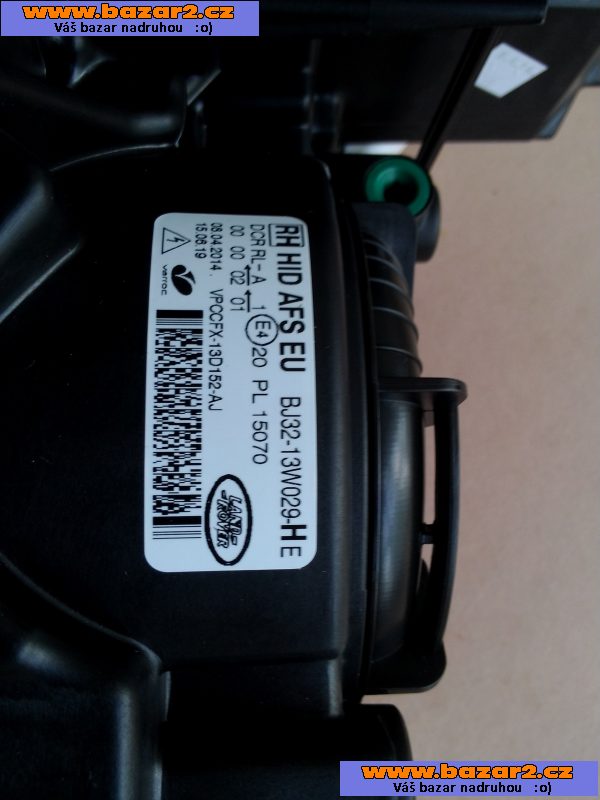 www.bazar2.cz
Váš bazar nadruhou :o)
RH HID AFS EU BJ32-13W029-HE
DCR RL-A 1 E4 20 PL 15070
00 00 02 01
08.04.2014. VPCCFX-13D152-AJ
15:06:19
varroc
LAND-
-ROVER
www.bazar2.cz
Váš bazar nadruhou :o)